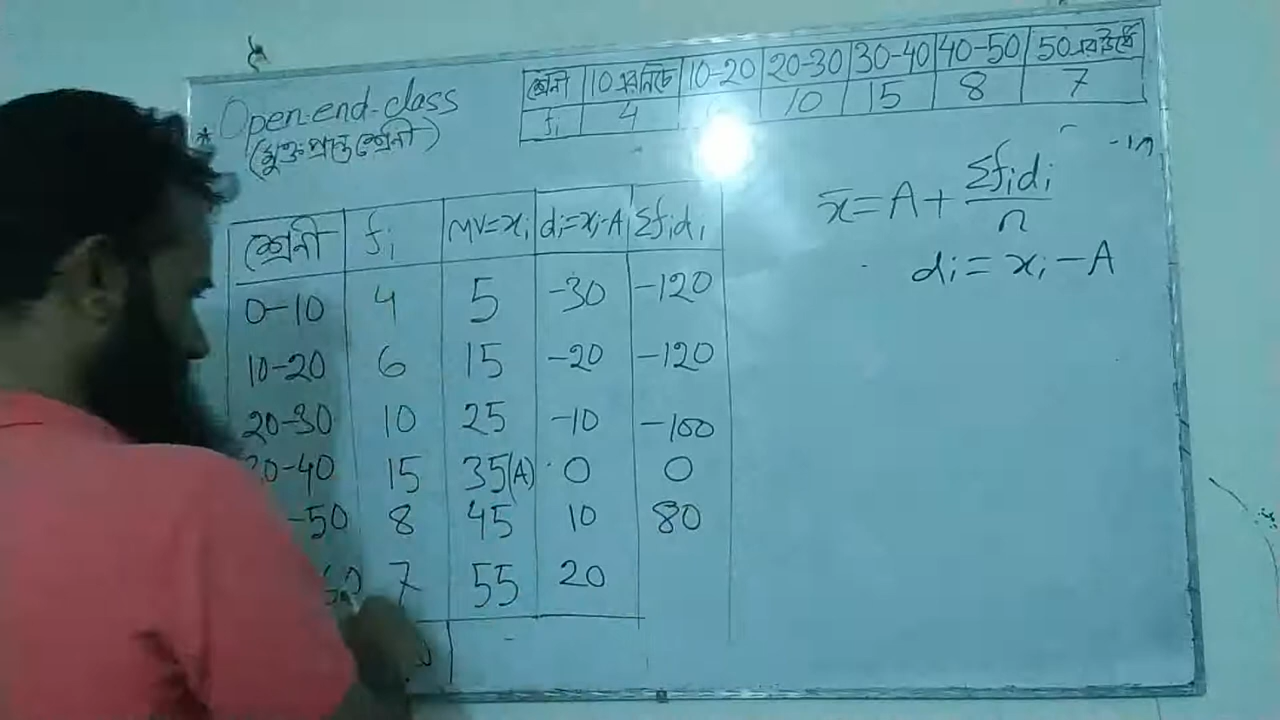 * Open-end-class
(মুক্ত প্রান্ত শ্রেনী)
শ্রেনী 10 এর নিচে 10-20 20-30 30-40 40-50 50 এর উর্ধে
fi 4 10 15 8 7
x̄ = A + Σfidi/n
di = xi - A
শ্রেনী fi MV=xi di=xi-A Σfidi
0-10 4 5 -30 -120
10-20 6 15 -20 -120
20-30 10 25 -10 -100
-40 15 35(A) 0 0
-50 8 45 10 80
7 55 20